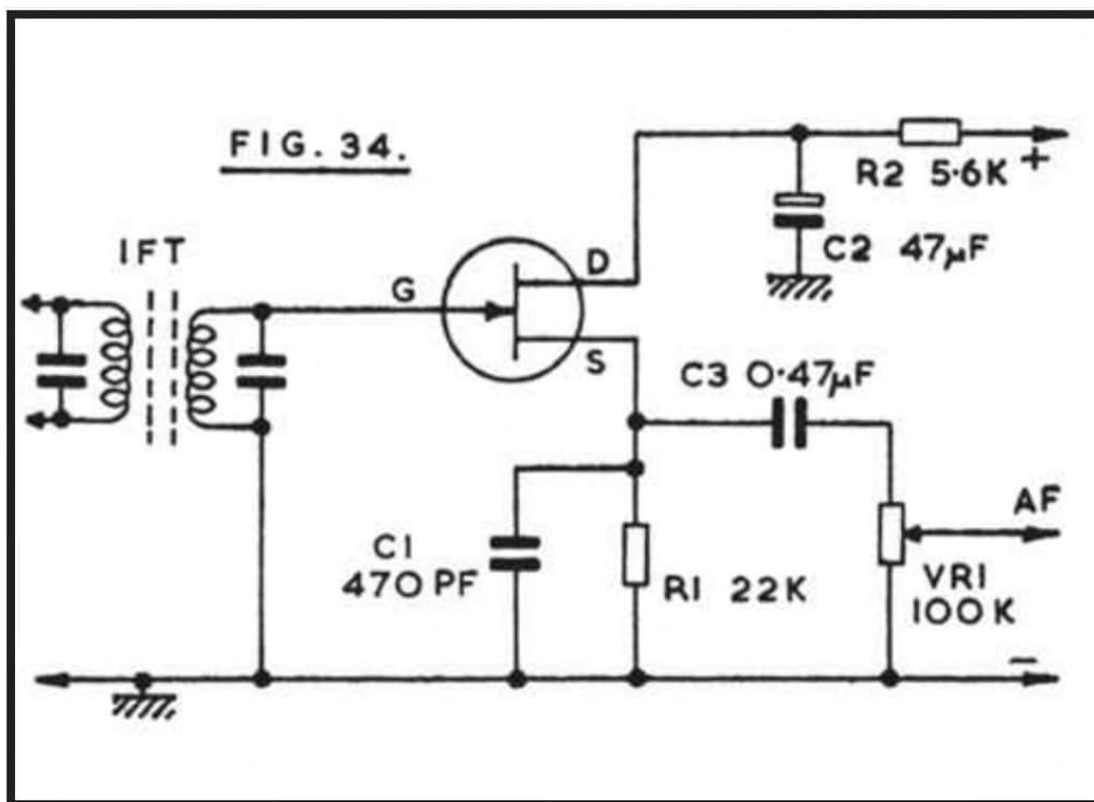 FIG. 34.
R2 5·6K
+
IFT
D
C2 47µF
G
S
C3 0·47µF
AF
C1
470 PF
R1 22K
VR1
100K
−